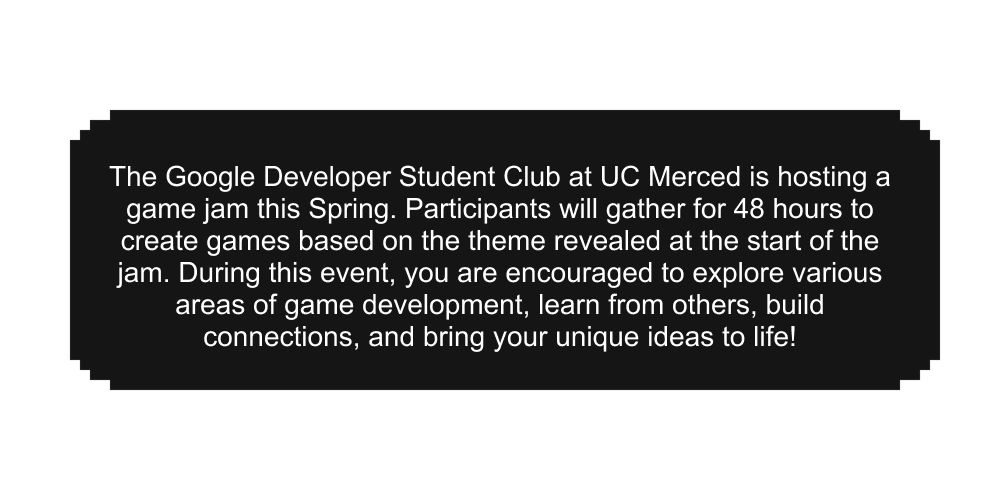 The Google Developer Student Club at UC Merced is hosting a
game jam this Spring. Participants will gather for 48 hours to
create games based on the theme revealed at the start of the
jam. During this event, you are encouraged to explore various
areas of game development, learn from others, build
connections, and bring your unique ideas to life!